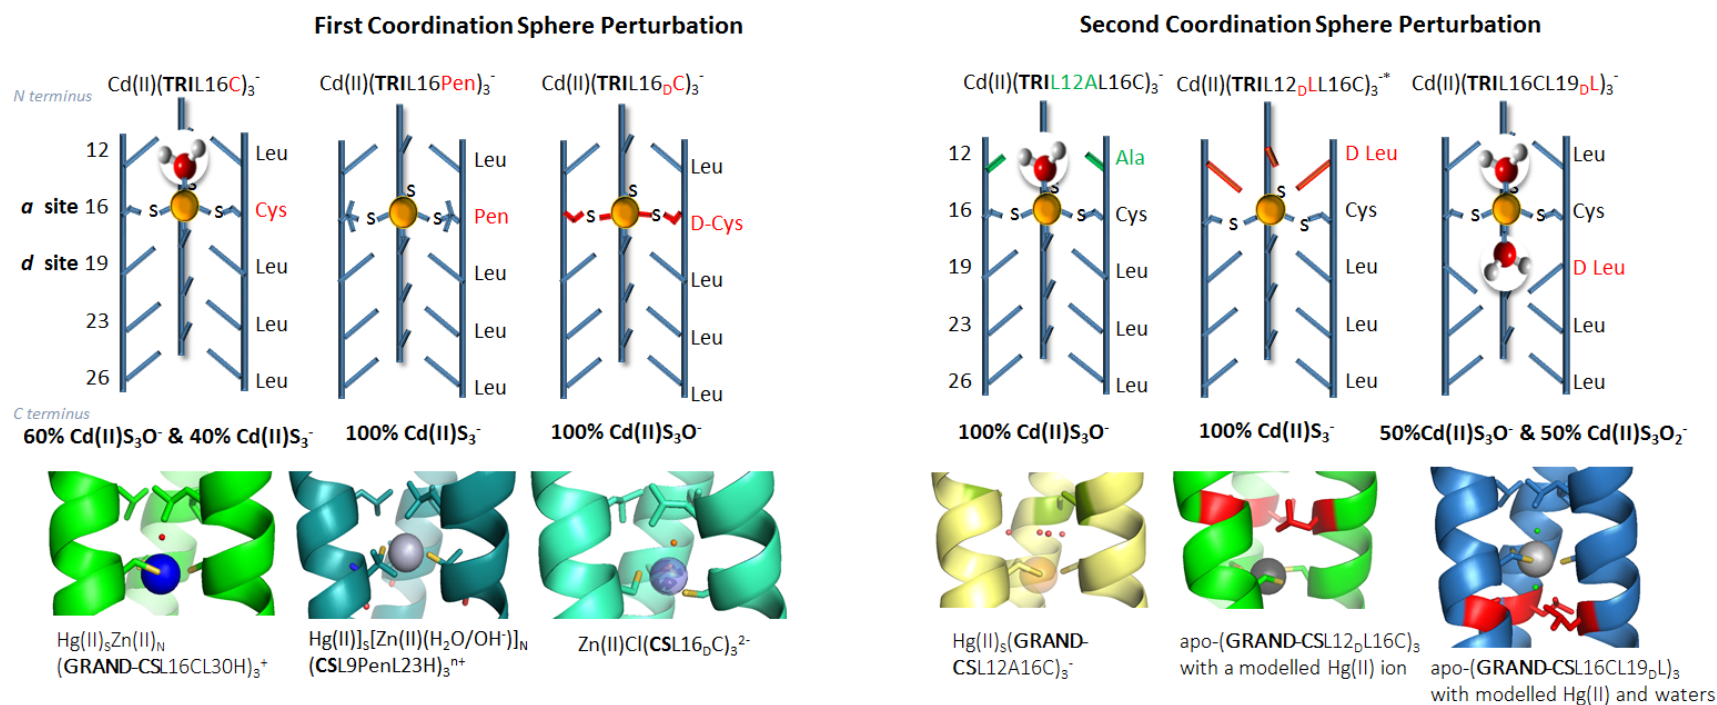 First Coordination Sphere Perturbation
Second Coordination Sphere Perturbation
Cd(II)(TRIL16C)₃⁻
Cd(II)(TRIL16Pen)₃⁻
Cd(II)(TRIL16DC)₃⁻
Cd(II)(TRIL12AL16C)₃⁻
Cd(II)(TRIL12DLL16C)₃⁻*
Cd(II)(TRIL16CL19DL)₃⁻
N terminus
12
Leu
a site 16
S
S
S
Cys
d site 19
Leu
23
Leu
26
Leu
C terminus
Leu
S
S
S
Pen
Leu
Leu
Leu
Leu
S
S
D-Cys
Leu
Leu
Leu
12
Ala
16
S
S
S
Cys
19
Leu
23
Leu
26
Leu
D Leu
S
S
S
Cys
Leu
Leu
Leu
Leu
S
S
S
Cys
D Leu
Leu
Leu
60% Cd(II)S₃O⁻ & 40% Cd(II)S₃⁻
100% Cd(II)S₃⁻
100% Cd(II)S₃O⁻
100% Cd(II)S₃O⁻
100% Cd(II)S₃⁻
50%Cd(II)S₃O⁻ & 50% Cd(II)S₃O₂⁻
Hg(II)SZn(II)N
(GRAND-CSL16CL30H)₃⁺
Hg(II)]S[Zn(II)(H₂O/OH⁻)]N
(CSL9PenL23H)₃ⁿ⁺
Zn(II)Cl(CSL16DC)₃²⁻
Hg(II)S(GRAND-
CSL12A16C)₃⁻
apo-(GRAND-CSL12DL16C)₃
with a modelled Hg(II) ion
apo-(GRAND-CSL16CL19DL)₃
with modelled Hg(II) and waters